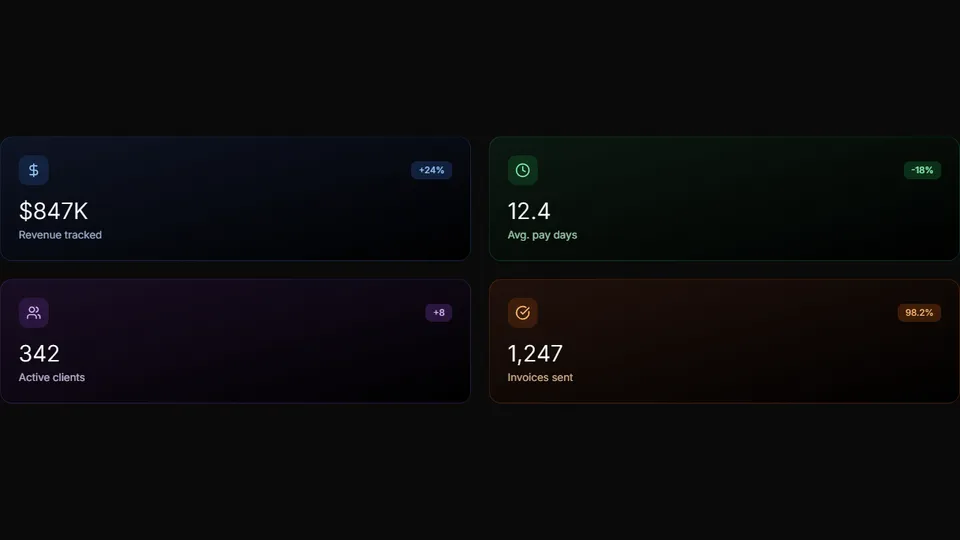 +24%
$847K
Revenue tracked
-18%
12.4
Avg. pay days
+8
342
Active clients
98.2%
1,247
Invoices sent